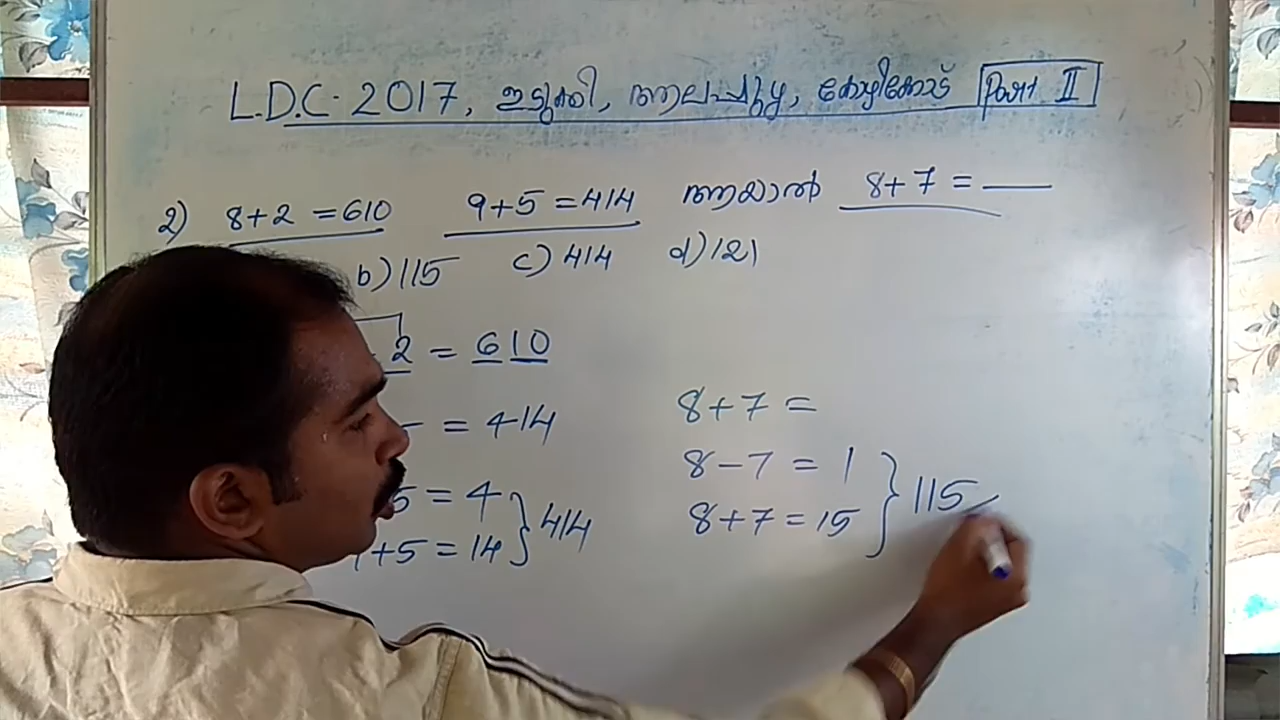 L.D.C. 2017, ഇടുക്കി, ആലപ്പുഴ, കോഴിക്കോട് Part II
2) 8+2 = 610 9+5 = 414 ആയാൽ 8+7 = ___
b) 115 c) 414 d) 121
2 = 610
= 414
5 = 4 } 414
+5 = 14
8+7 =
8-7 = 1 } 115
8+7 = 15